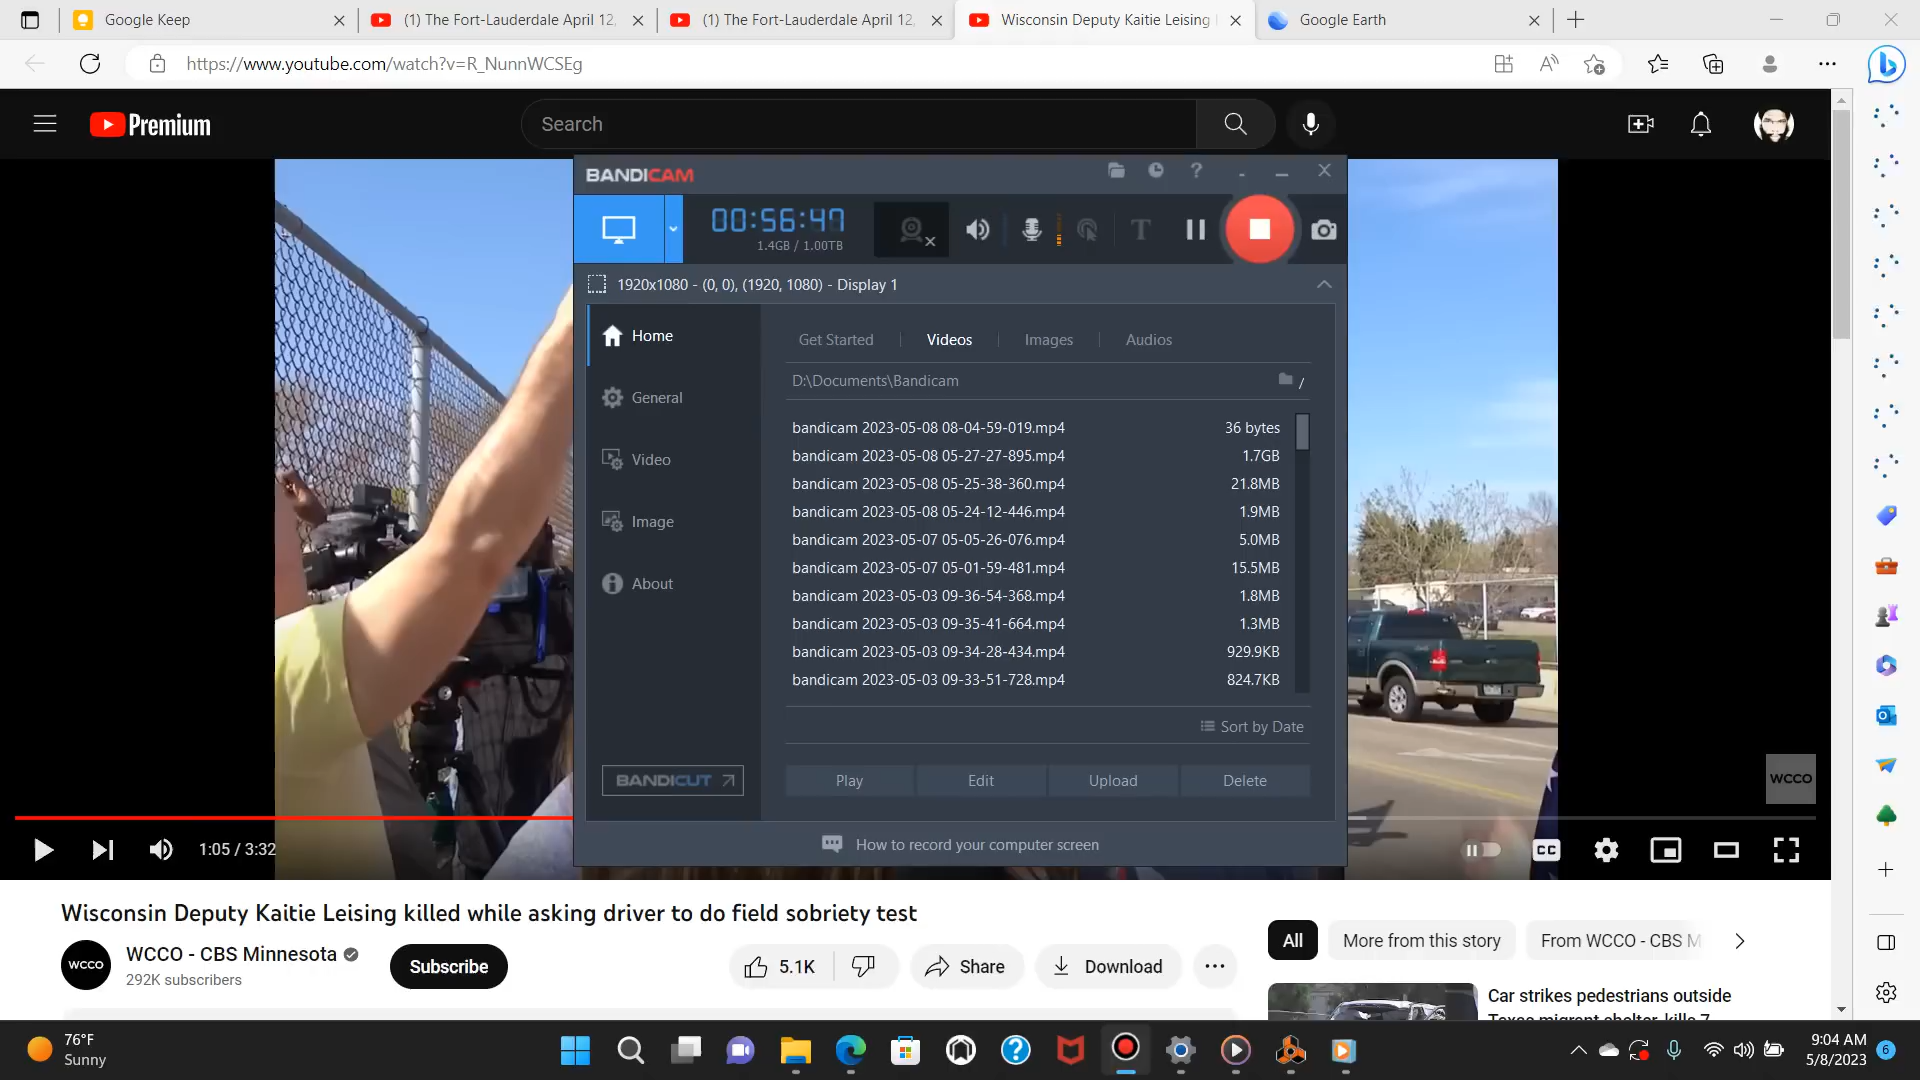 Google Keep
(1) The Fort-Lauderdale April 12,
(1) The Fort-Lauderdale April 12,
Wisconsin Deputy Kaitie Leising
Google Earth
https://www.youtube.com/watch?v=R_NunnWCSEg
Premium
Search
BANDICAM
00:56:47
1.4GB / 1.00TB
1920x1080 - (0, 0), (1920, 1080) - Display 1
Home
General
Video
Image
About
BANDICUT
Get Started
Videos
Images
Audios
D:\Documents\Bandicam
/
bandicam 2023-05-08 08-04-59-019.mp4 36 bytes
bandicam 2023-05-08 05-27-27-895.mp4 1.7GB
bandicam 2023-05-08 05-25-38-360.mp4 21.8MB
bandicam 2023-05-08 05-24-12-446.mp4 1.9MB
bandicam 2023-05-07 05-05-26-076.mp4 5.0MB
bandicam 2023-05-07 05-01-59-481.mp4 15.5MB
bandicam 2023-05-03 09-36-54-368.mp4 1.8MB
bandicam 2023-05-03 09-35-41-664.mp4 1.3MB
bandicam 2023-05-03 09-34-28-434.mp4 929.9KB
bandicam 2023-05-03 09-33-51-728.mp4 824.7KB
Sort by Date
Play
Edit
Upload
Delete
How to record your computer screen
WCCO
1:05 / 3:32
CC
Wisconsin Deputy Kaitie Leising killed while asking driver to do field sobriety test
WCCO
WCCO - CBS Minnesota
292K subscribers
Subscribe
5.1K
Share
Download
All
More from this story
From WCCO - CBS M
Car strikes pedestrians outside
Texas migrant shelter, kills 7
76°F
Sunny
9:04 AM
5/8/2023
6